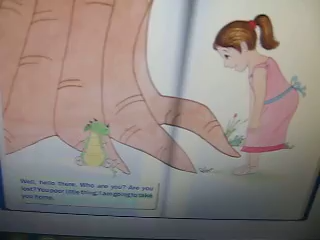 Well, hello there. Who are you? Are you
lost? You poor little thing, I am going to take
you home.